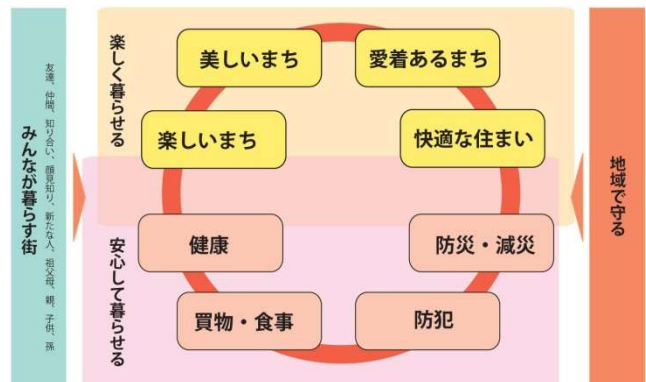 みんなが暮らす街
友達、仲間、知り合い、顔見知り、新たな人、祖父母、親、子供、孫
楽しく暮らせる
美しいまち
愛着あるまち
楽しいまち
快適な住まい
安心して暮らせる
健康
防災・減災
買物・食事
防犯
地域で守る